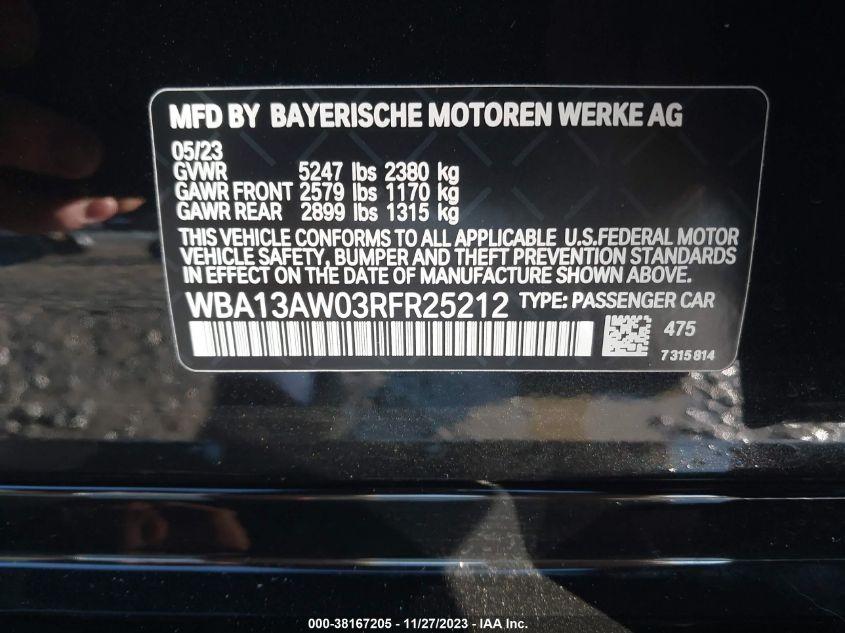 MFD BY BAYERISCHE MOTOREN WERKE AG
05/23
GVWR 5247 lbs 2380 kg
GAWR FRONT 2579 lbs 1170 kg
GAWR REAR 2899 lbs 1315 kg
THIS VEHICLE CONFORMS TO ALL APPLICABLE U.S.FEDERAL MOTOR
VEHICLE SAFETY, BUMPER AND THEFT PREVENTION STANDARDS
IN EFFECT ON THE DATE OF MANUFACTURE SHOWN ABOVE.
WBA13AW03RFR25212 TYPE: PASSENGER CAR
475
7 315 814
000-38167205 - 11/27/2023 - IAA Inc.